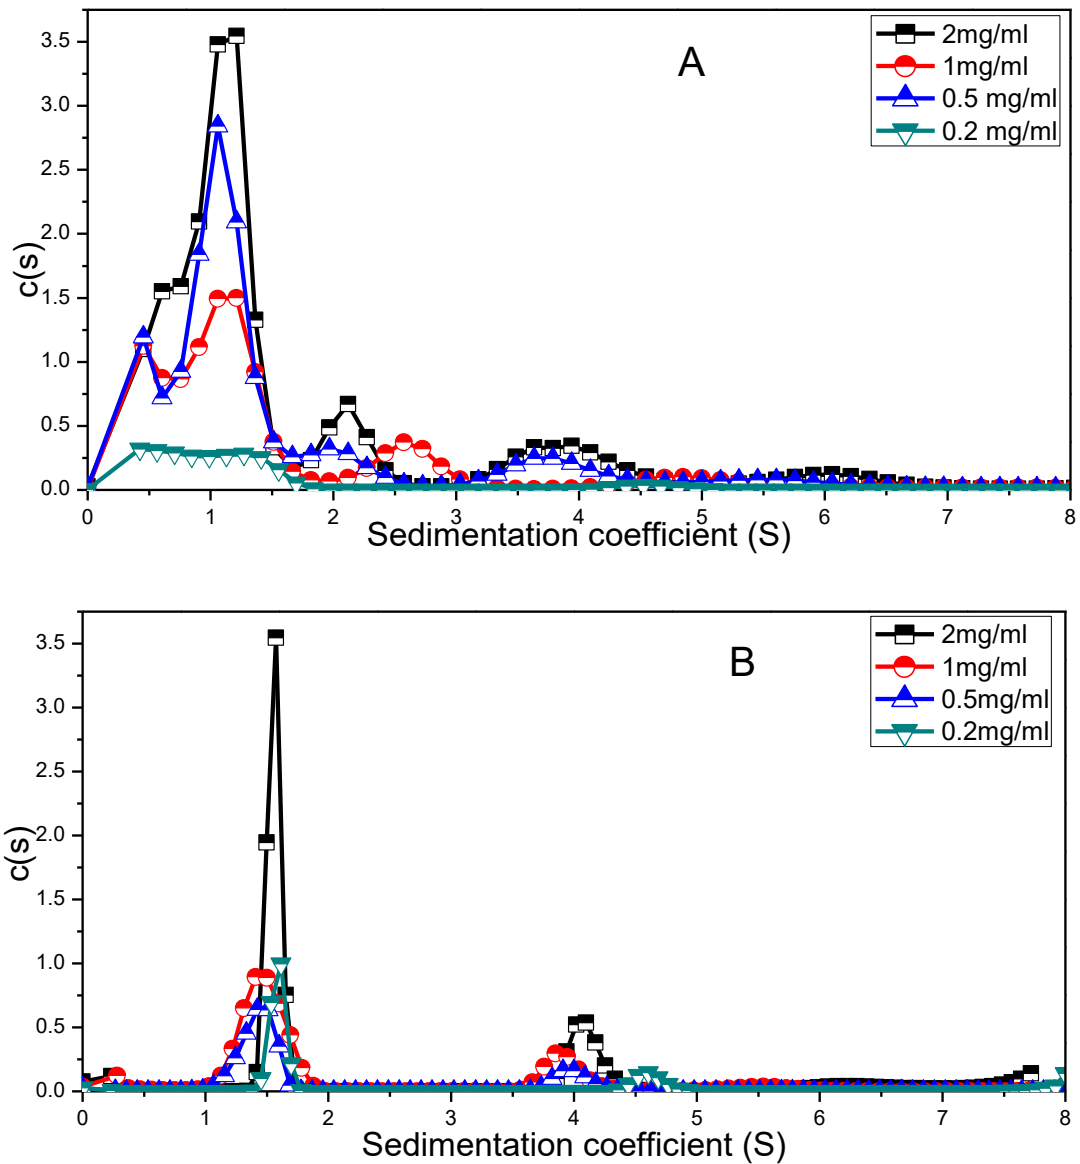 A
2mg/ml
1mg/ml
0.5 mg/ml
0.2 mg/ml
3.5
3.0
2.5
2.0
1.5
1.0
0.5
0.0
c(s)
0 1 2 3 4 5 6 7 8
Sedimentation coefficient (S)
B
2mg/ml
1mg/ml
0.5mg/ml
0.2mg/ml
3.5
3.0
2.5
2.0
1.5
1.0
0.5
0.0
c(s)
0 1 2 3 4 5 6 7 8
Sedimentation coefficient (S)